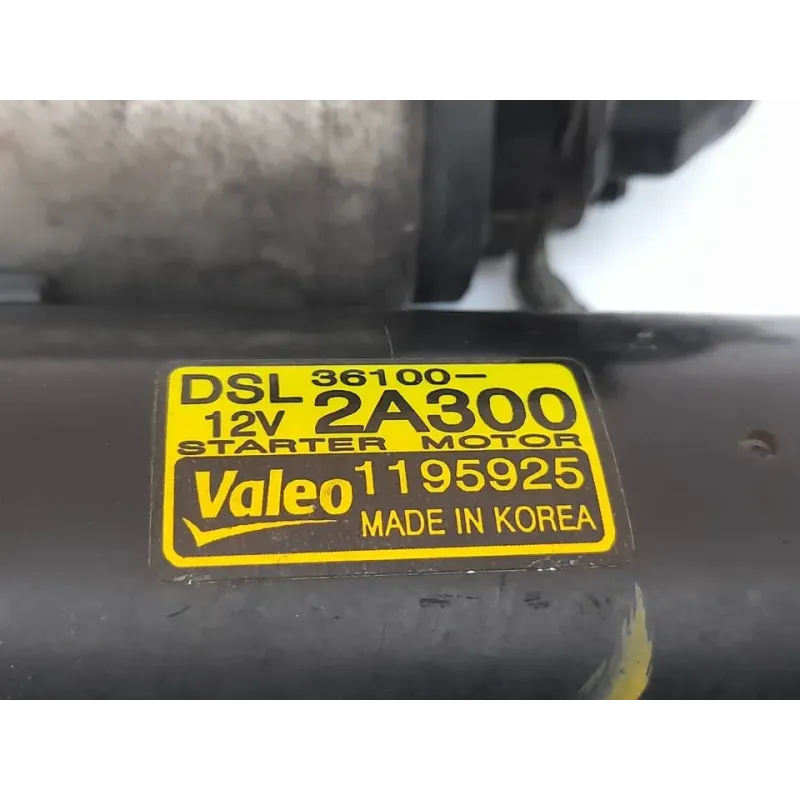 DSL 36100-
12V 2A300
STARTER MOTOR
Valeo 1195925
MADE IN KOREA